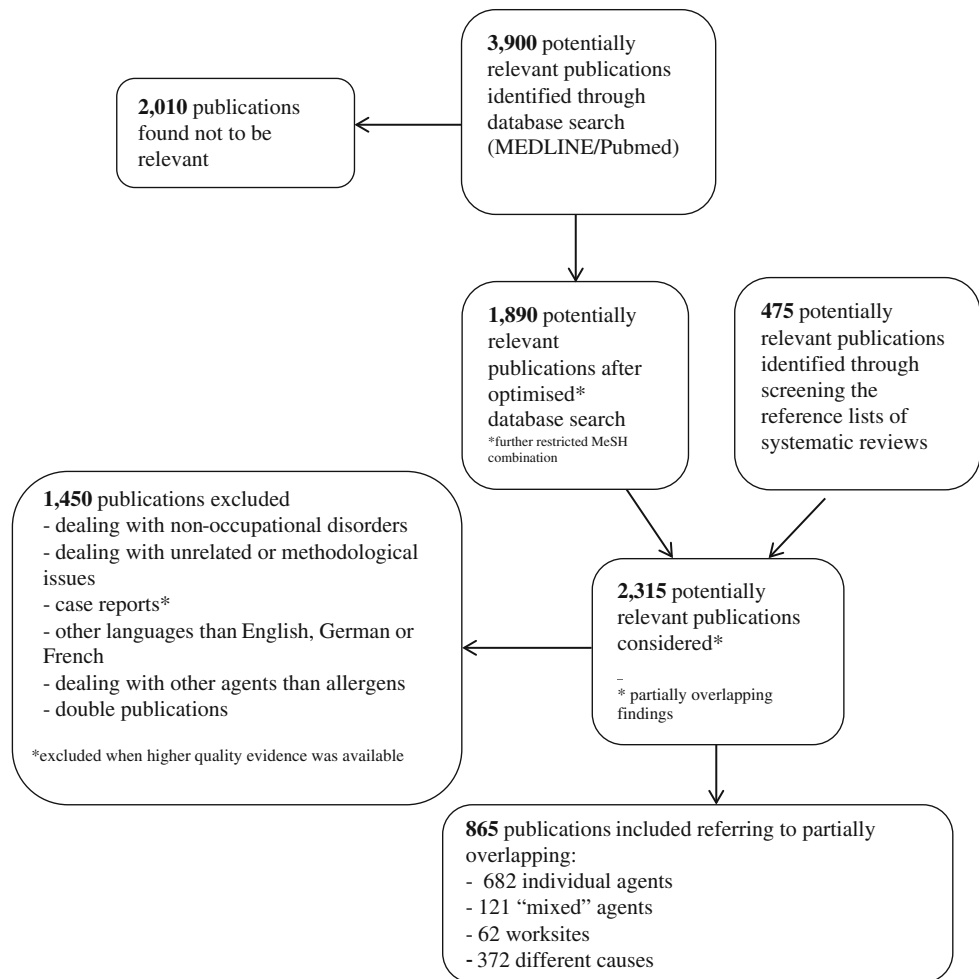 3,900 potentially
relevant publications
identified through
database search
(MEDLINE/Pubmed)
2,010 publications
found not to be
relevant
1,890 potentially
relevant
publications after
optimised*
database search
*further restricted MeSH
combination
475 potentially
relevant publications
identified through
screening the
reference lists of
systematic reviews
1,450 publications excluded
- dealing with non-occupational disorders
- dealing with unrelated or methodological
issues
- case reports*
- other languages than English, German or
French
- dealing with other agents than allergens
- double publications
*excluded when higher quality evidence was available
2,315 potentially
relevant publications
considered*
–
* partially overlapping
findings
865 publications included referring to partially
overlapping:
- 682 individual agents
- 121 “mixed” agents
- 62 worksites
- 372 different causes